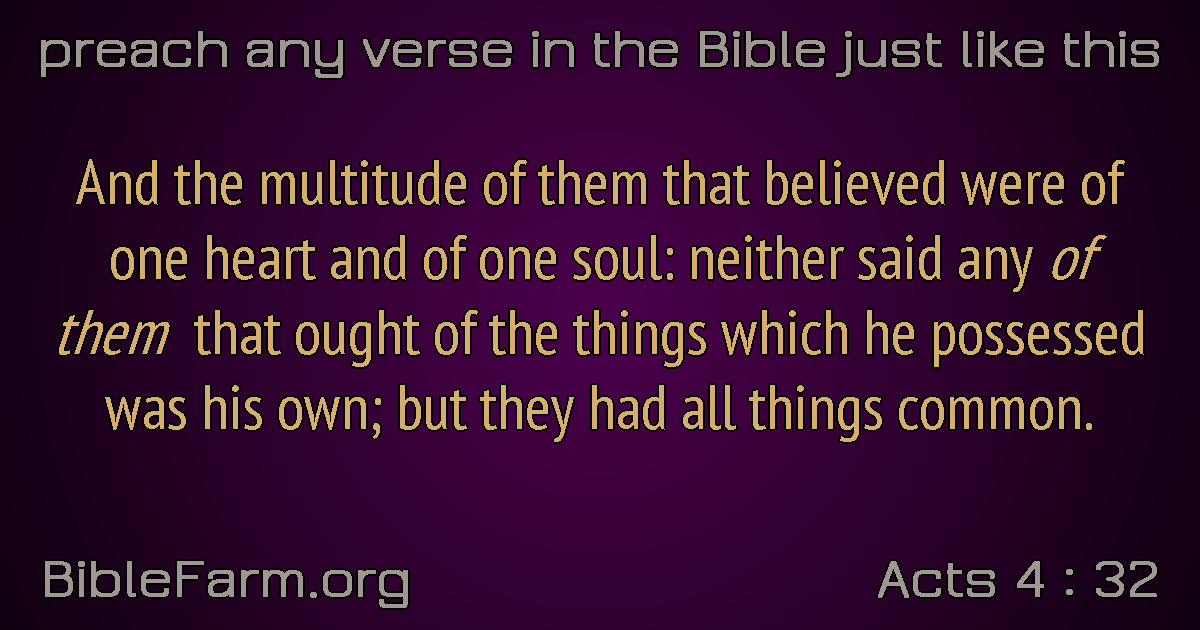 preach any verse in the Bible just like this
And the multitude of them that believed were of
one heart and of one soul: neither said any of
them that ought of the things which he possessed
was his own; but they had all things common.
BibleFarm.org
Acts 4 : 32